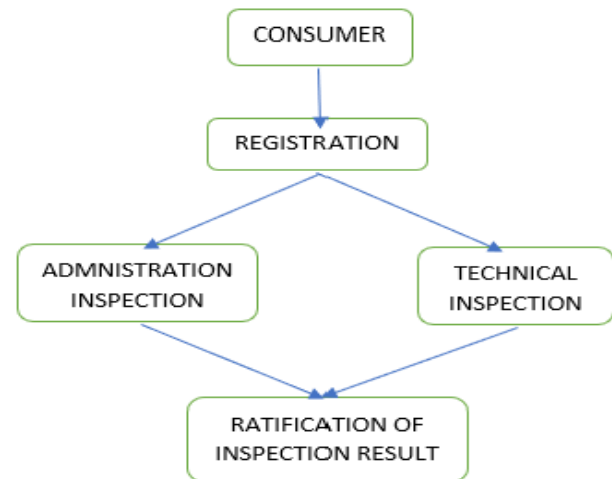 CONSUMER
REGISTRATION
ADMNISTRATION
INSPECTION
TECHNICAL
INSPECTION
RATIFICATION OF
INSPECTION RESULT